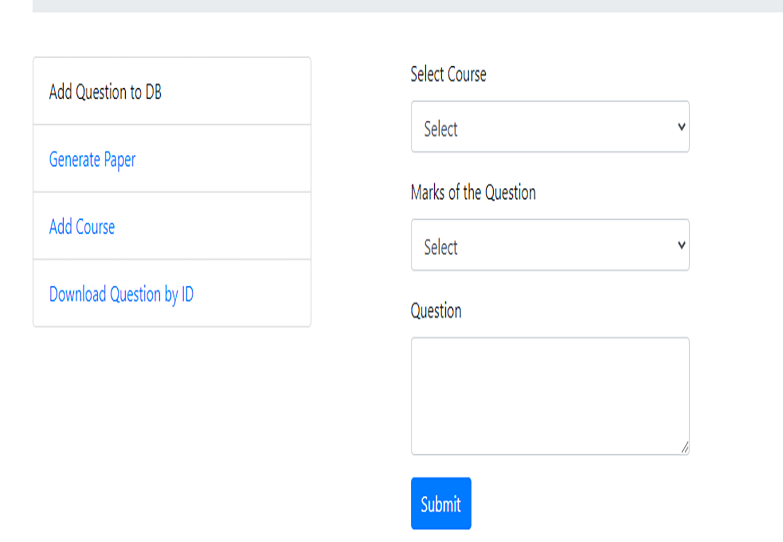 Add Question to DB
Generate Paper
Add Course
Download Question by ID
Select Course
Select
Marks of the Question
Select
Question
Submit